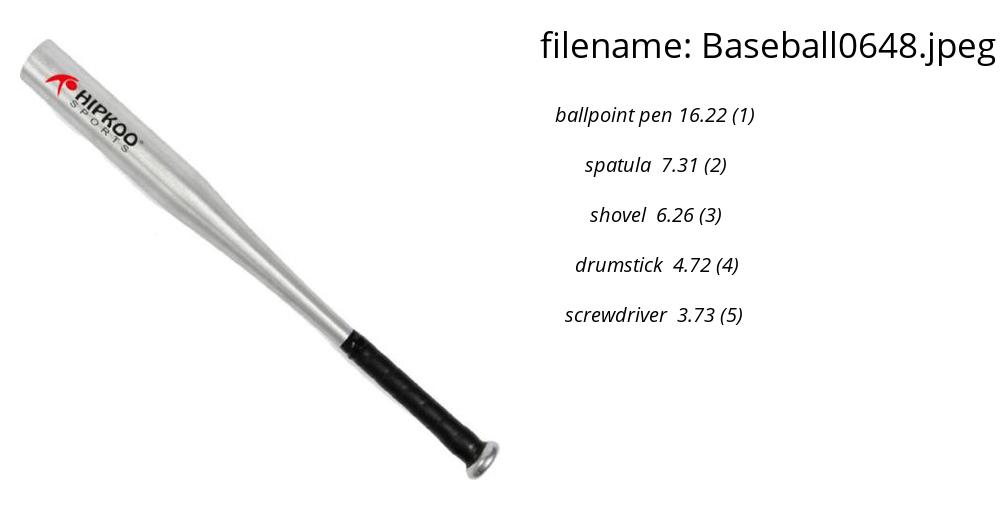 HIPKOO®
SPORTS
filename: Baseball0648.jpeg
ballpoint pen 16.22 (1)
spatula 7.31 (2)
shovel 6.26 (3)
drumstick 4.72 (4)
screwdriver 3.73 (5)